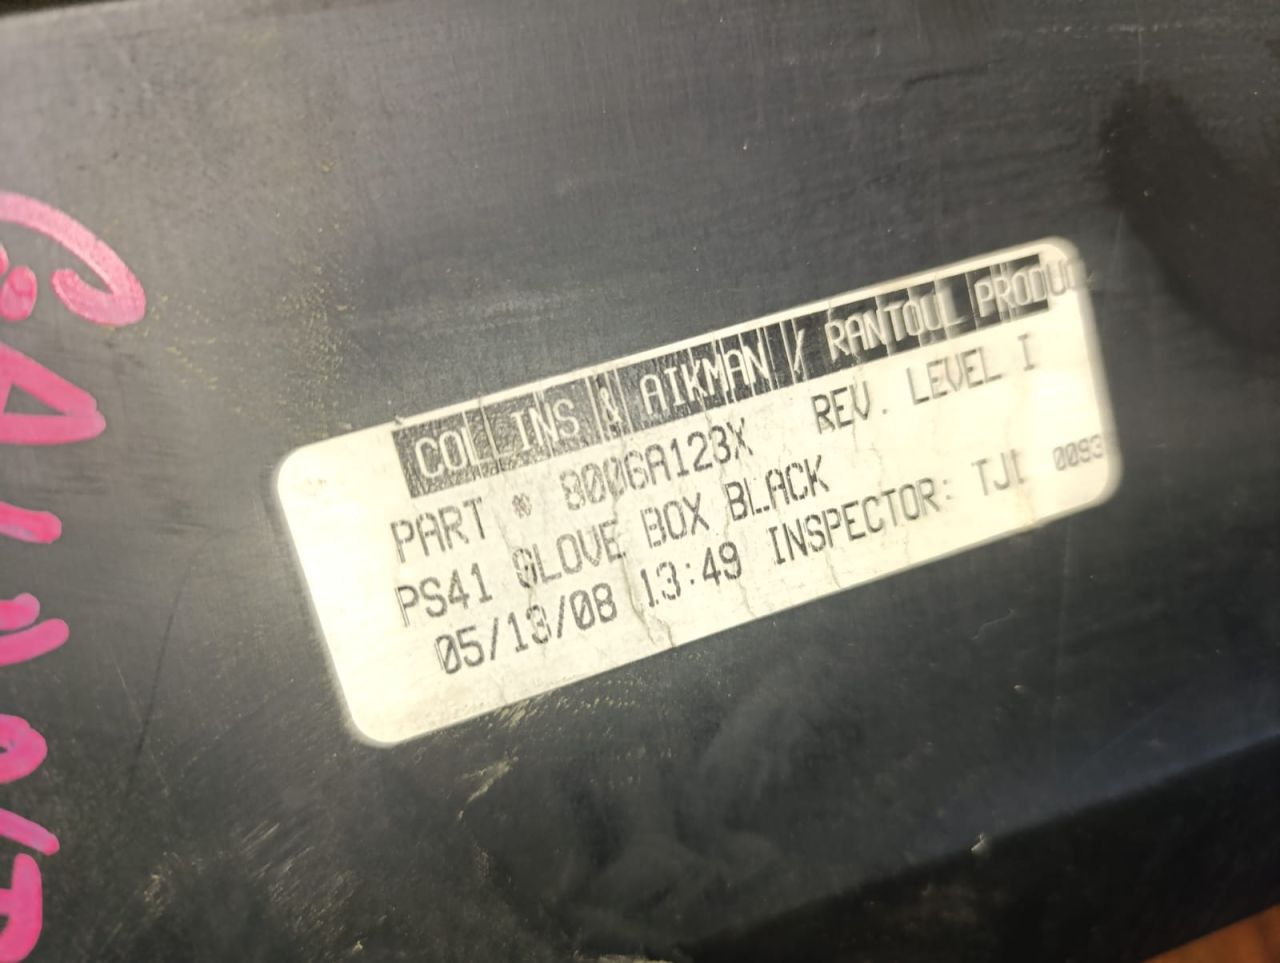 COLLINS & AIKMAN / RANTOUL PRODUC
PART * 8006A123X REV. LEVEL I
PS41 GLOVE BOX BLACK
05/13/08 13:49 INSPECTOR: TJL 0093